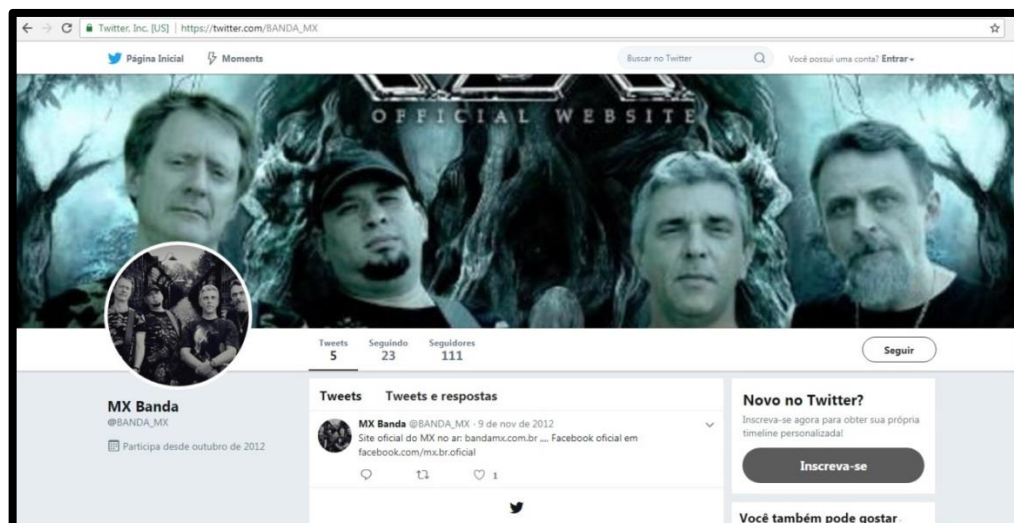 Twitter, Inc. [US] | https://twitter.com/BANDA_MX
Página Inicial Moments Buscar no Twitter Você possui uma conta? Entrar
OFFICIAL WEBSITE
Tweets Seguindo Seguidores
5 23 111 Seguir
MX Banda
@BANDA_MX
Participa desde outubro de 2012
Tweets Tweets e respostas
MX Banda @BANDA_MX · 9 de nov de 2012
Site oficial do MX no ar: bandamx.com.br .... Facebook oficial em
facebook.com/mx.br.oficial
1
Novo no Twitter?
Inscreva-se agora para obter sua própria
timeline personalizada!
Inscreva-se
Você também pode gostar